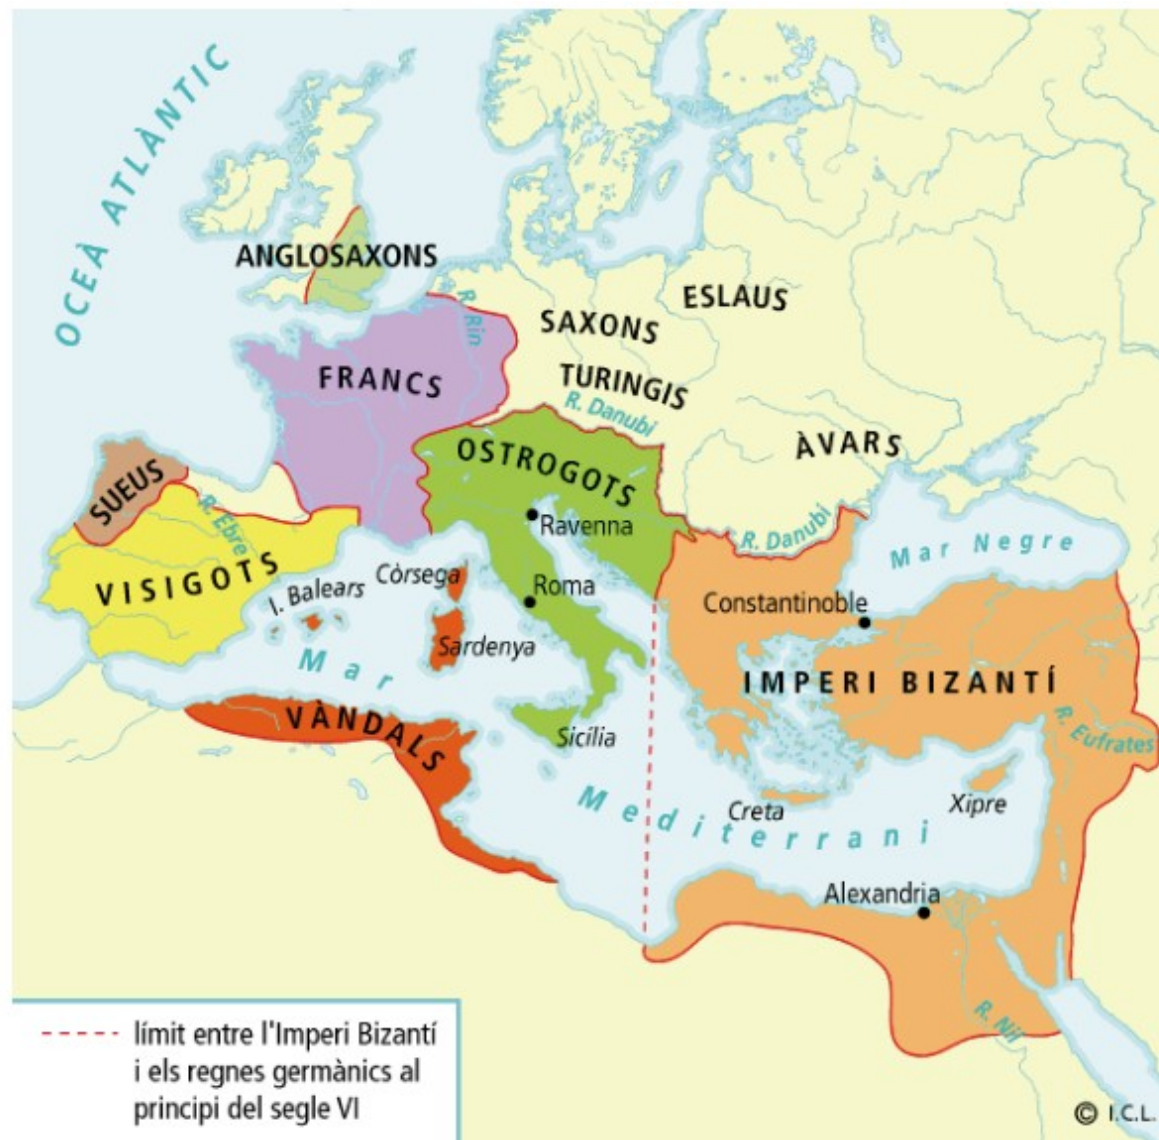 OCEÀ ATLÀNTIC
ANGLOSAXONS
ESLAUS
SAXONS
R. Rin
FRANCS
TURINGIS
R. Danubi
ÀVARS
OSTROGOTS
SUEUS
R. Ebre
Ravenna
R. Danubi
Mar Negre
VISIGOTS
I. Balears
Còrsega
Roma
Constantinoble
Sardenya
Mar
IMPERI BIZANTÍ
VÀNDALS
Sicília
R. Eufrates
Mediterrani
Creta
Xipre
Alexandria
R. Nil
límit entre l'Imperi Bizantí
i els regnes germànics al
principi del segle VI
© I.C.L.